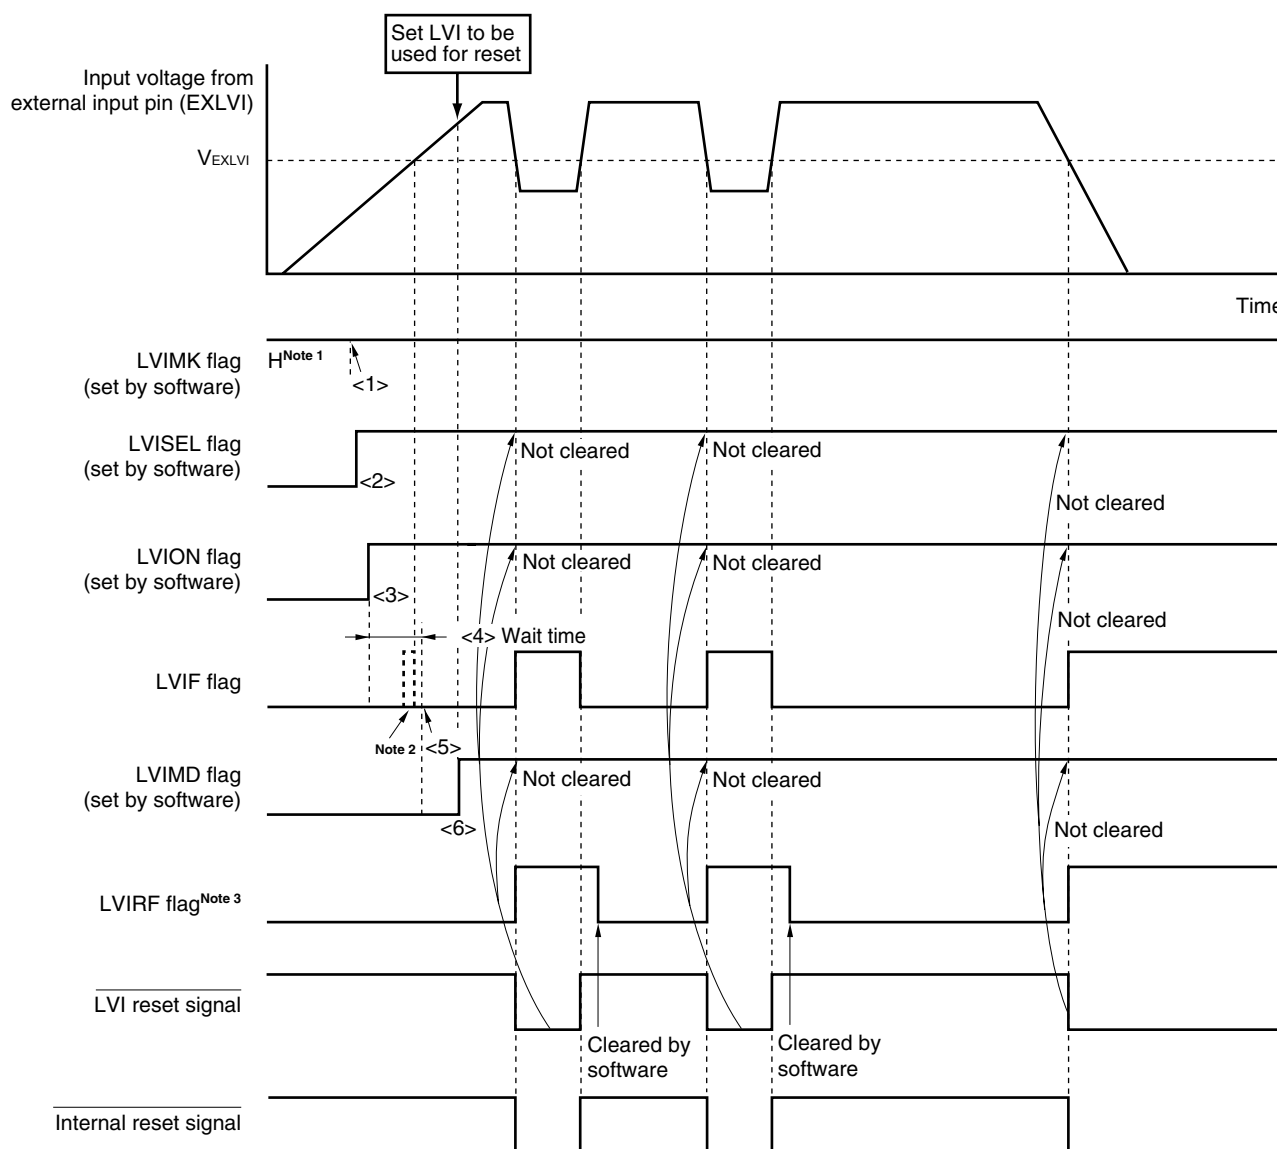 Set LVI to be
used for reset
Input voltage from
external input pin (EXLVI)
VEXLVI
Time
LVIMK flag
(set by software)
HNote 1
<1>
LVISEL flag
(set by software)
<2>
Not cleared
Not cleared
Not cleared
LVION flag
(set by software)
<3>
Not cleared
Not cleared
Not cleared
<4> Wait time
LVIF flag
Note 2
<5>
LVIMD flag
(set by software)
<6>
Not cleared
Not cleared
Not cleared
LVIRF flagNote 3
LVI reset signal
Cleared by
software
Cleared by
software
Internal reset signal